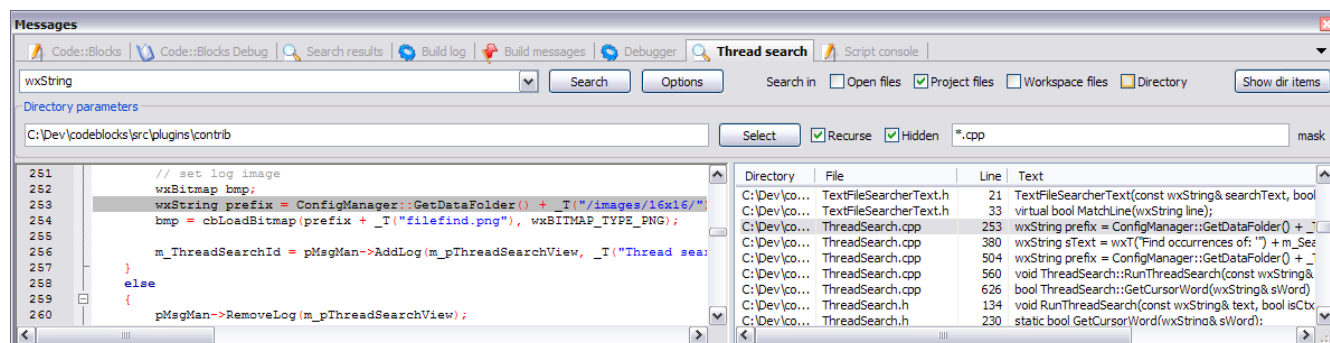 Messages
Code::Blocks Code::Blocks Debug Search results Build log Build messages Debugger Thread search Script console
wxString Search Options Search in Open files Project files Workspace files Directory Show dir items
Directory parameters
C:\Dev\codeblocks\src\plugins\contrib Select Recurse Hidden *.cpp mask
251 // set log image
252 wxBitmap bmp;
253 wxString prefix = ConfigManager::GetDataFolder() + _T("/images/16x16/"
254 bmp = cbLoadBitmap(prefix + _T("filefind.png"), wxBITMAP_TYPE_PNG);
255
256 m_ThreadSearchId = pMsgMan->AddLog(m_pThreadSearchView, _T("Thread sea
257 }
258 else
259 {
260 pMsgMan->RemoveLog(m_pThreadSearchView);
Directory File Line Text
C:\Dev\co... TextFileSearcherText.h 21 TextFileSearcherText(const wxString& searchText, bool
C:\Dev\co... TextFileSearcherText.h 33 virtual bool MatchLine(wxString line);
C:\Dev\co... ThreadSearch.cpp 253 wxString prefix = ConfigManager::GetDataFolder() + _T
C:\Dev\co... ThreadSearch.cpp 380 wxString sText = wxT("Find occurrences of: '") + m_Sea
C:\Dev\co... ThreadSearch.cpp 504 wxString prefix = ConfigManager::GetDataFolder() + _T
C:\Dev\co... ThreadSearch.cpp 560 void ThreadSearch::RunThreadSearch(const wxString&
C:\Dev\co... ThreadSearch.cpp 626 bool ThreadSearch::GetCursorWord(wxString& sWord)
C:\Dev\co... ThreadSearch.h 134 void RunThreadSearch(const wxString& text, bool isCtx
C:\Dev\co... ThreadSearch.h 230 static bool GetCursorWord(wxString& sWord);